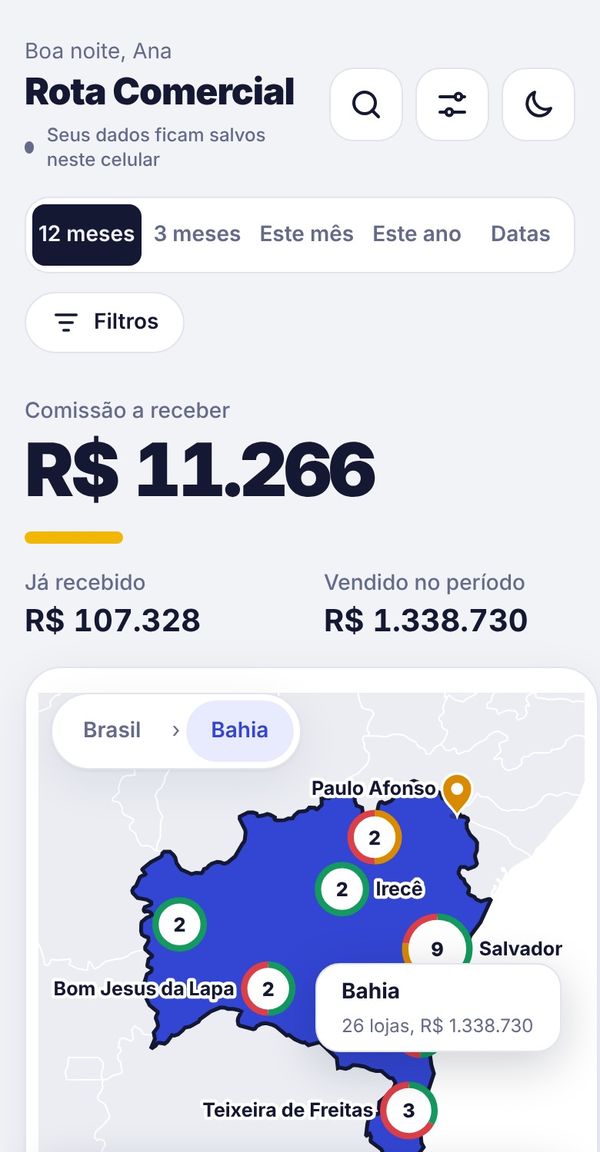 Boa noite, Ana
Rota Comercial
Seus dados ficam salvos
neste celular
12 meses
3 meses
Este mês
Este ano
Datas
Filtros
Comissão a receber
R$ 11.266
Já recebido
Vendido no período
R$ 107.328
R$ 1.338.730
Brasil › Bahia
Paulo Afonso
2
2 Irecê
2
9 Salvador
Bom Jesus da Lapa 2
Bahia
26 lojas, R$ 1.338.730
Teixeira de Freitas 3